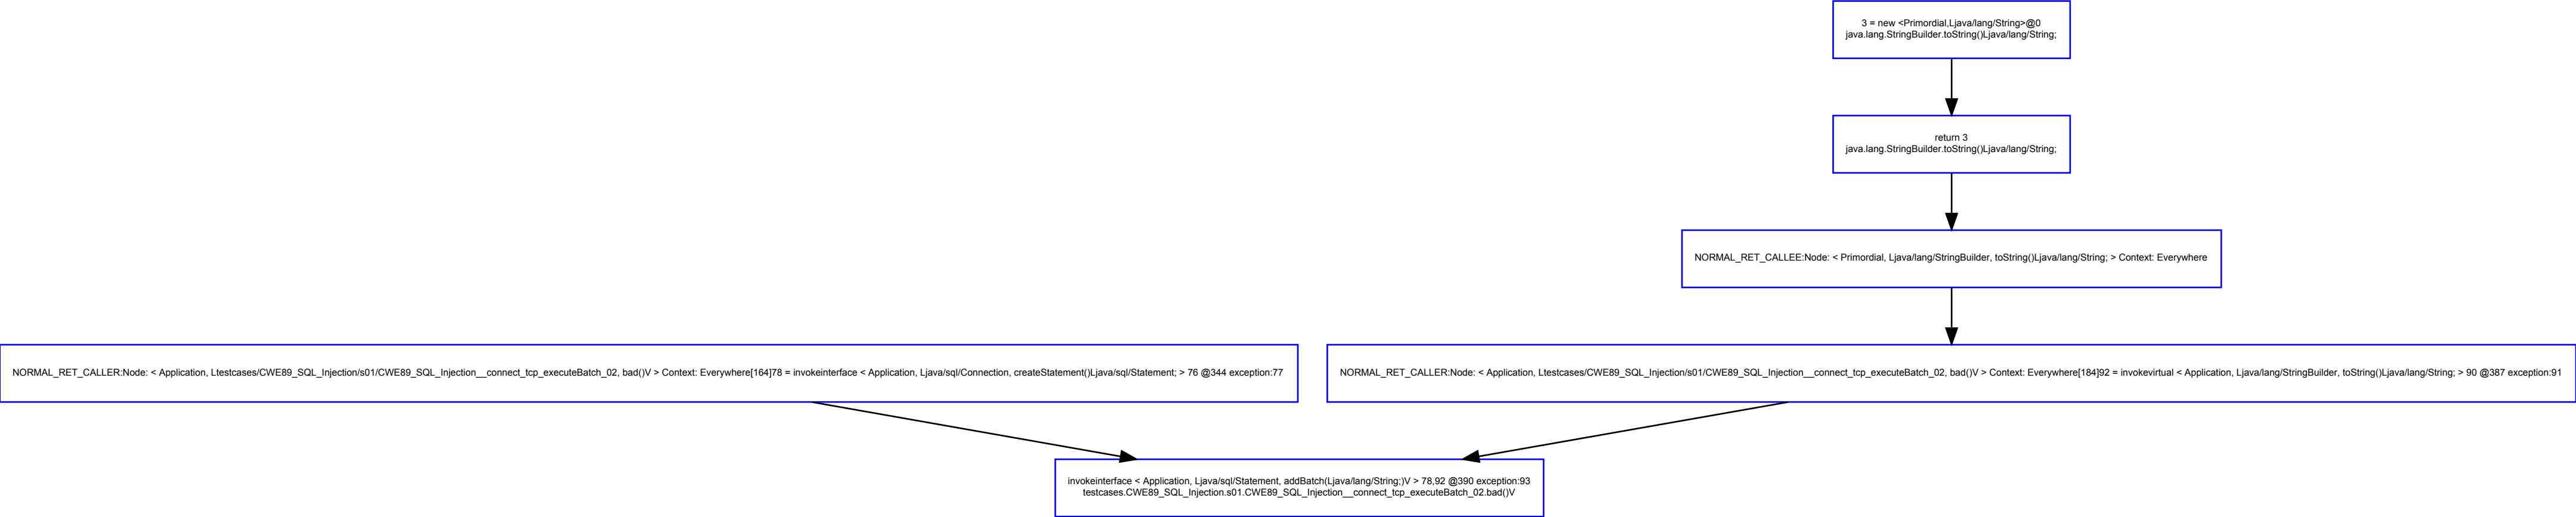 3 = new <Primordial,Ljava/lang/String>@0
java.lang.StringBuilder.toString()Ljava/lang/String;
return 3
java.lang.StringBuilder.toString()Ljava/lang/String;
NORMAL_RET_CALLEE:Node: < Primordial, Ljava/lang/StringBuilder, toString()Ljava/lang/String; > Context: Everywhere
NORMAL_RET_CALLER:Node: < Application, Ltestcases/CWE89_SQL_Injection/s01/CWE89_SQL_Injection__connect_tcp_executeBatch_02, bad()V > Context: Everywhere[164]78 = invokeinterface < Application, Ljava/sql/Connection, createStatement()Ljava/sql/Statement; > 76 @344 exception:77
NORMAL_RET_CALLER:Node: < Application, Ltestcases/CWE89_SQL_Injection/s01/CWE89_SQL_Injection__connect_tcp_executeBatch_02, bad()V > Context: Everywhere[184]92 = invokevirtual < Application, Ljava/lang/StringBuilder, toString()Ljava/lang/String; > 90 @387 exception:91
invokeinterface < Application, Ljava/sql/Statement, addBatch(Ljava/lang/String;)V > 78,92 @390 exception:93
testcases.CWE89_SQL_Injection.s01.CWE89_SQL_Injection__connect_tcp_executeBatch_02.bad()V